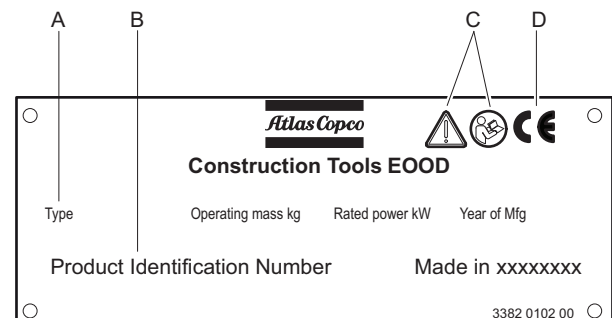 A B C D
Atlas Copco
CE
Construction Tools EOOD
Type Operating mass kg Rated power kW Year of Mfg
Product Identification Number Made in xxxxxxxx
3382 0102 00